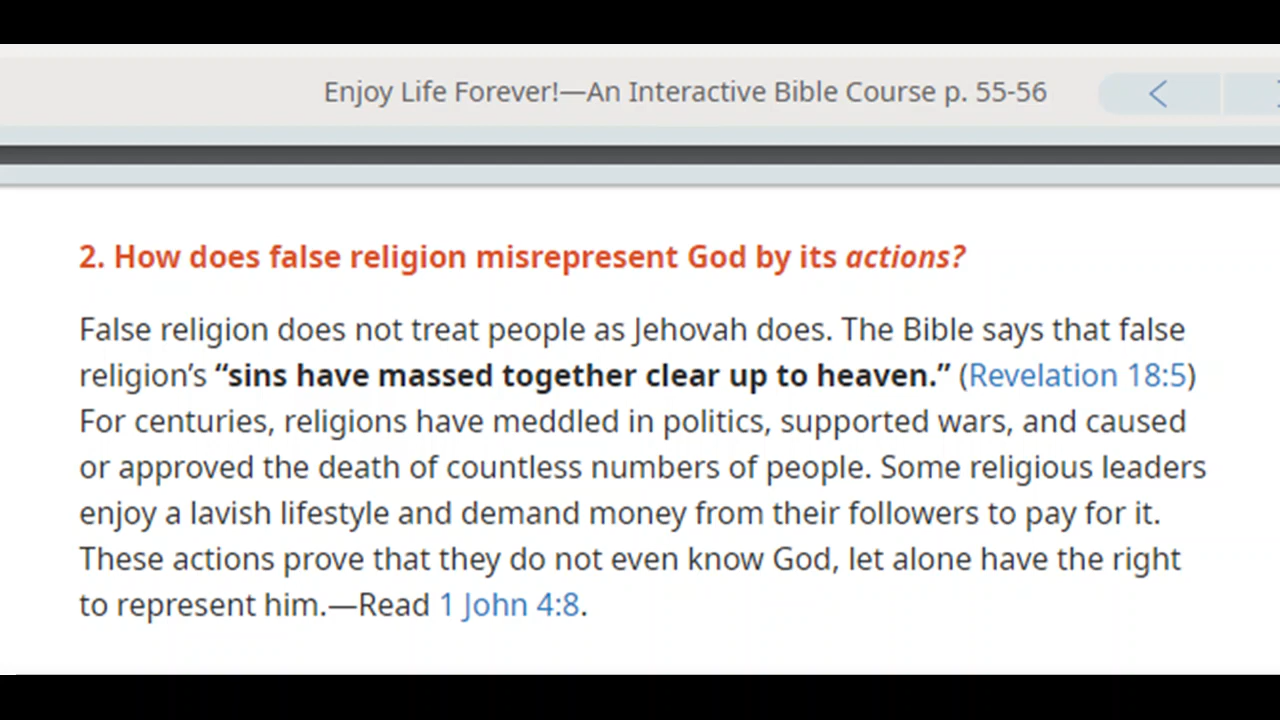 Enjoy Life Forever!—An Interactive Bible Course p. 55-56
2. How does false religion misrepresent God by its actions?
False religion does not treat people as Jehovah does. The Bible says that false
religion’s “sins have massed together clear up to heaven.” (Revelation 18:5)
For centuries, religions have meddled in politics, supported wars, and caused
or approved the death of countless numbers of people. Some religious leaders
enjoy a lavish lifestyle and demand money from their followers to pay for it.
These actions prove that they do not even know God, let alone have the right
to represent him.—Read 1 John 4:8.